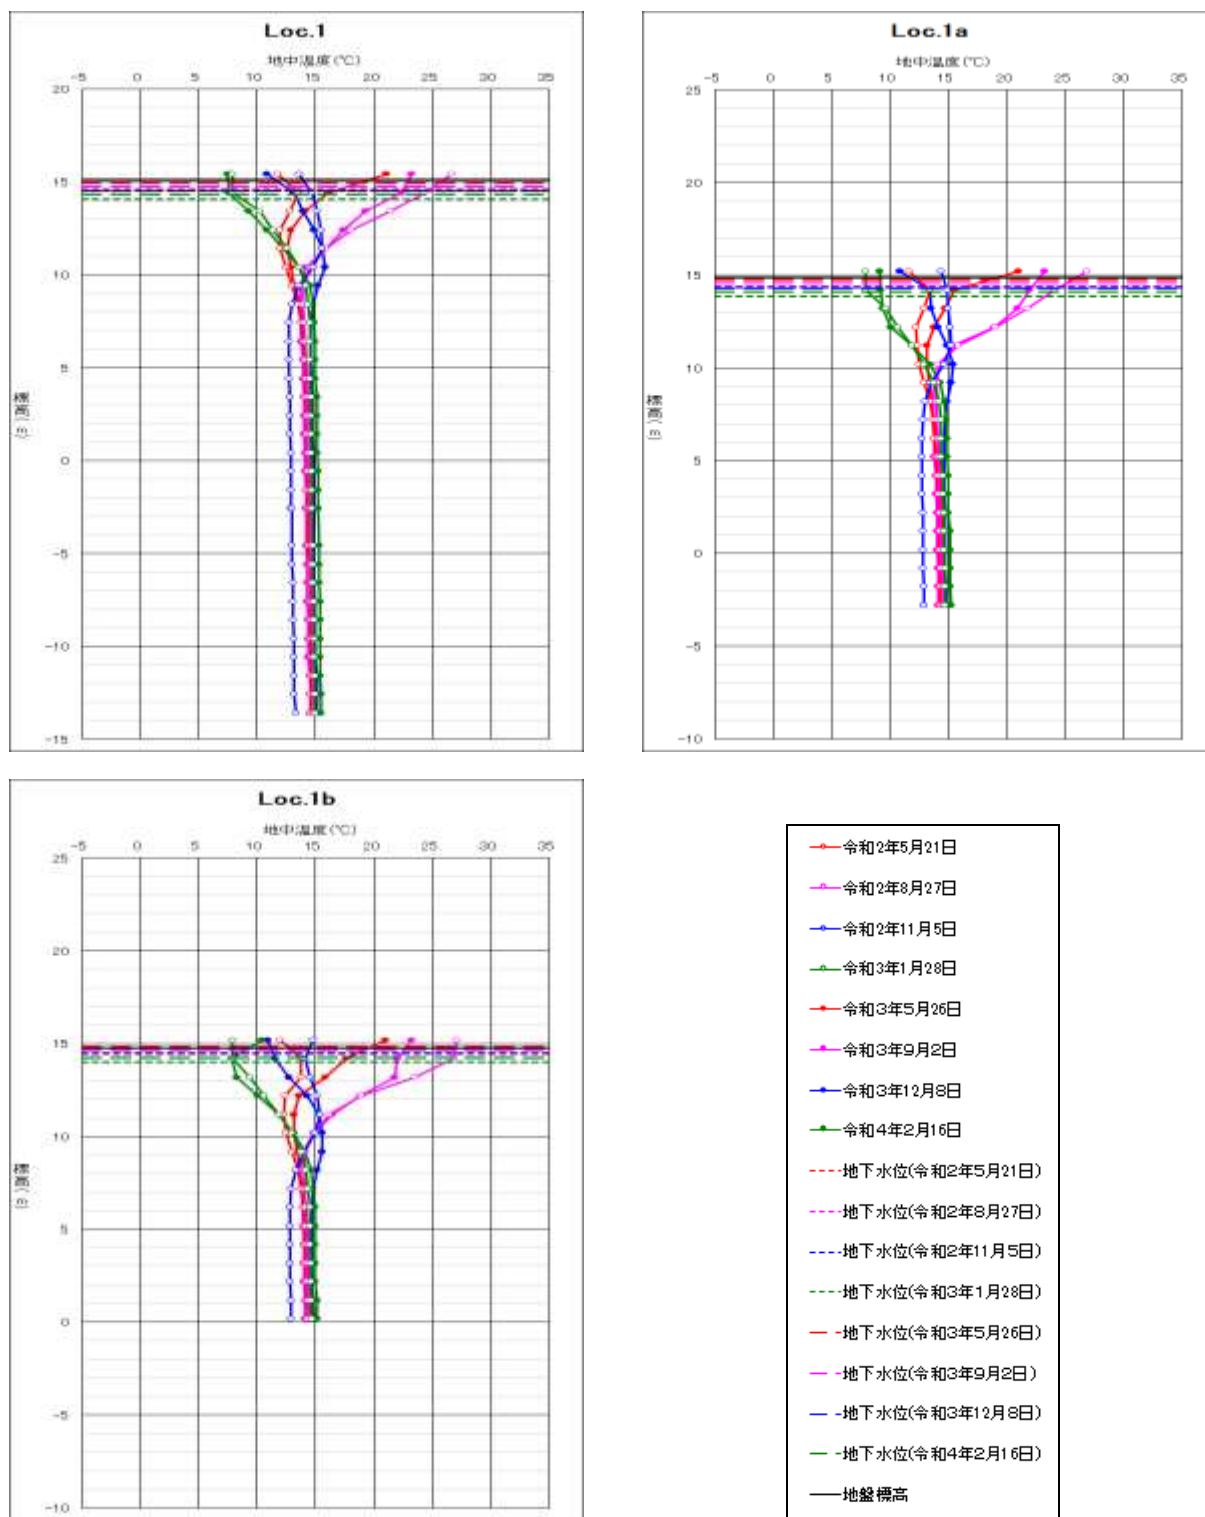 Loc.1
地中温度(℃)
-5 0 5 10 15 20 25 30 35
20
15
10
5
0
-5
-10
-15
標高(m)
Loc.1a
地中温度(℃)
-5 0 5 10 15 20 25 30 35
25
20
15
10
5
0
-5
-10
標高(m)
Loc.1b
地中温度(℃)
-5 0 5 10 15 20 25 30 35
25
20
15
10
5
0
-5
-10
標高(m)
令和2年5月21日
令和2年8月27日
令和2年11月5日
令和3年1月28日
令和3年5月26日
令和3年9月2日
令和3年12月8日
令和4年2月16日
地下水位(令和2年5月21日)
地下水位(令和2年8月27日)
地下水位(令和2年11月5日)
地下水位(令和3年1月28日)
地下水位(令和3年5月26日)
地下水位(令和3年9月2日)
地下水位(令和3年12月8日)
地下水位(令和4年2月16日)
地盤標高